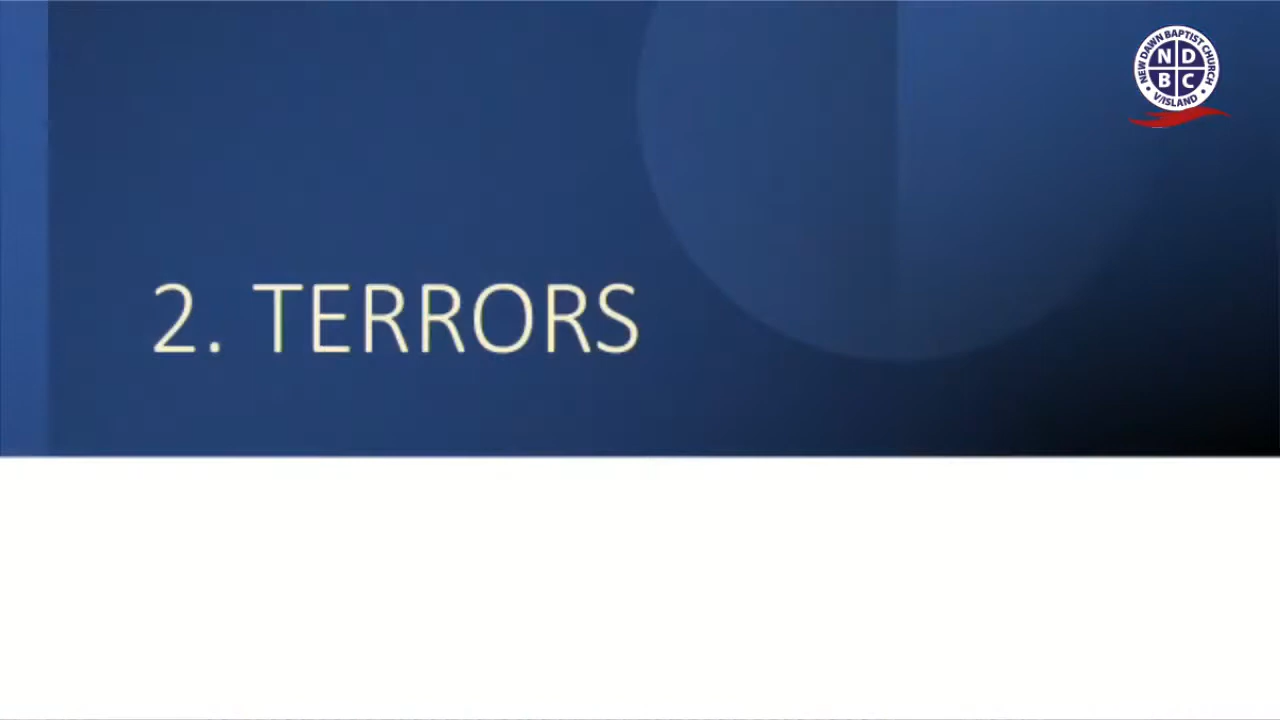 NEW DAWN BAPTIST CHURCH
N D
B C
V/ISLAND
2. TERRORS